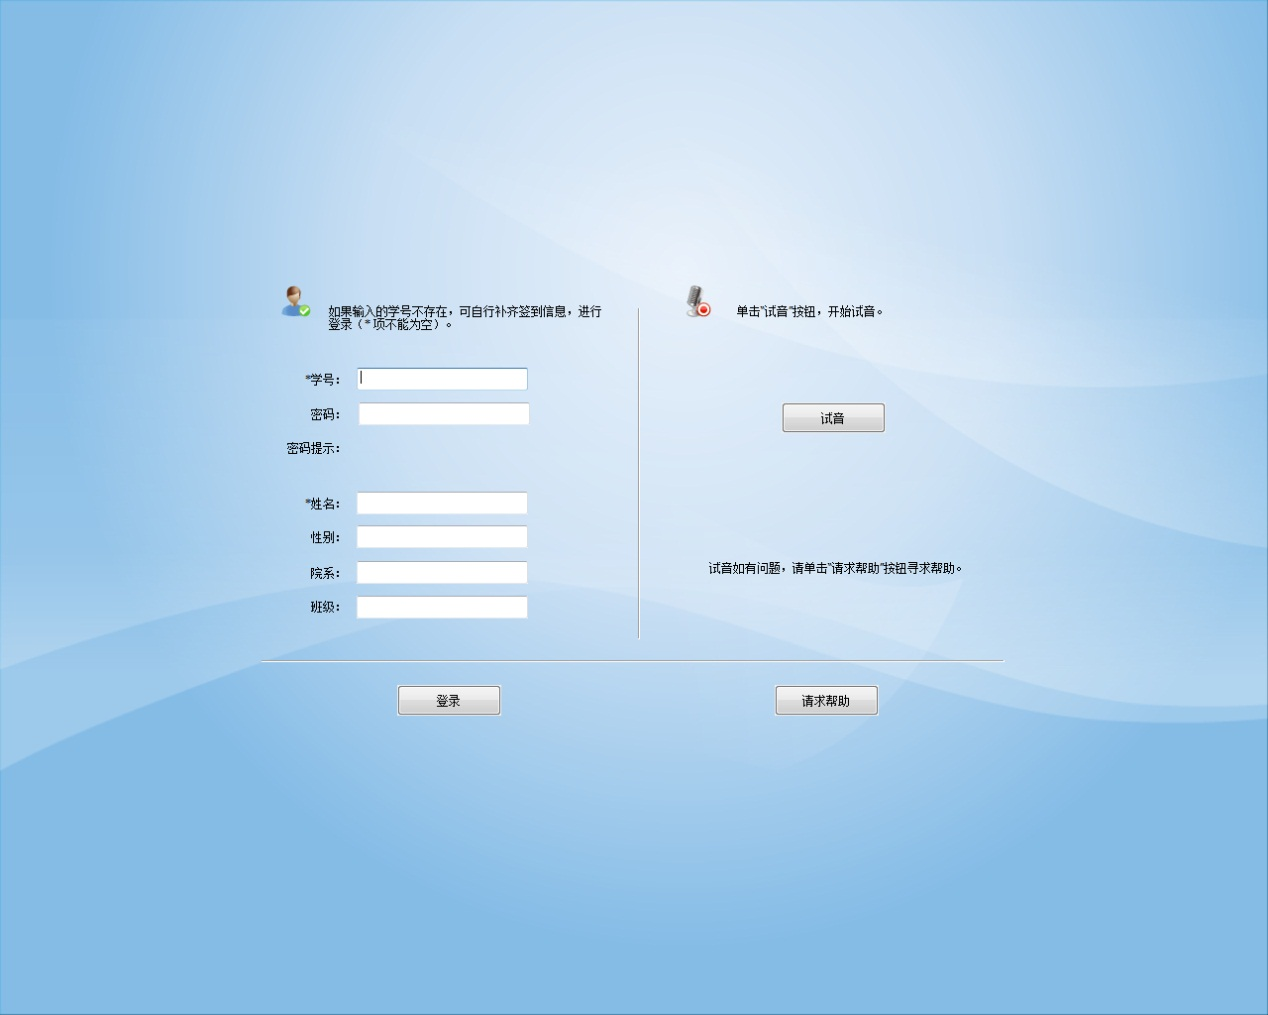 如果输入的学号不存在，可自行补齐签到信息，进行
登录（*项不能为空）。
*学号：
密码：
密码提示：
*姓名：
性别：
院系：
班级：
单击"试音"按钮，开始试音。
试音
试音如有问题，请单击"请求帮助"按钮寻求帮助。
登录
请求帮助